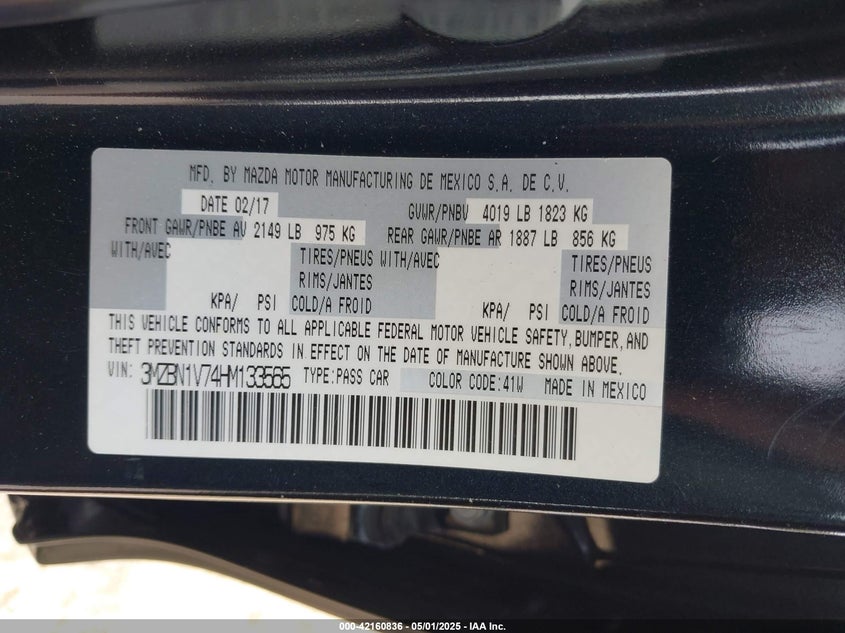 MFD. BY MAZDA MOTOR MANUFACTURING DE MEXICO S.A. DE C.V.
DATE 02/17 GVWR/PNBV 4019 LB 1823 KG
FRONT GAWR/PNBE AV 2149 LB 975 KG REAR GAWR/PNBE AR 1887 LB 856 KG
WITH/AVEC TIRES/PNEUS WITH/AVEC TIRES/PNEUS
RIMS/JANTES RIMS/JANTES
KPA/ PSI COLD/A FROID KPA/ PSI COLD/A FROID
THIS VEHICLE CONFORMS TO ALL APPLICABLE FEDERAL MOTOR VEHICLE SAFETY, BUMPER, AND
THEFT PREVENTION STANDARDS IN EFFECT ON THE DATE OF MANUFACTURE SHOWN ABOVE.
VIN: 3MZBN1V74HM133565 TYPE:PASS CAR COLOR CODE:41W MADE IN MEXICO
000-42160836 - 05/01/2025 - IAA Inc.